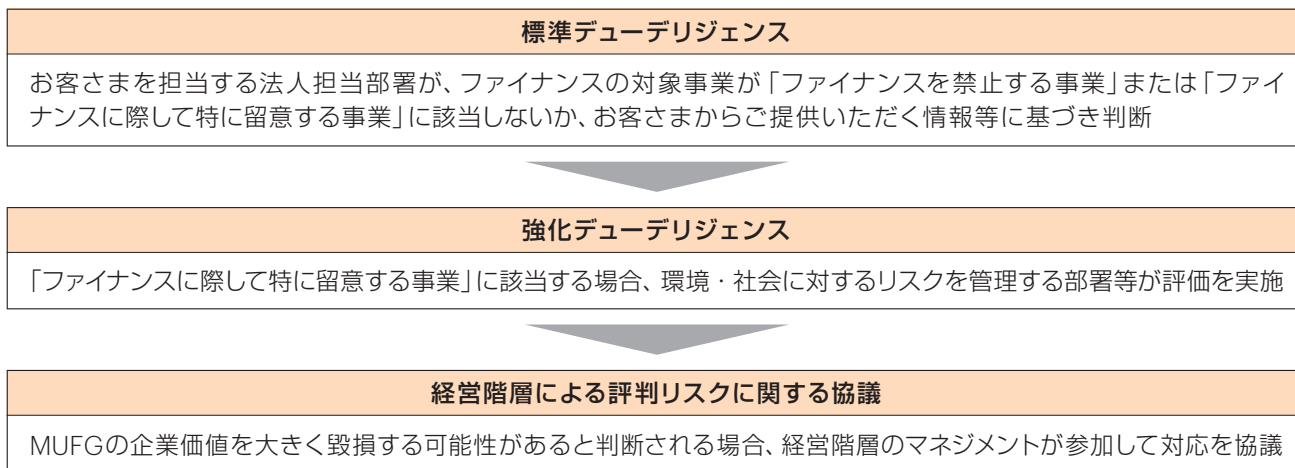 標準デューデリジェンス
お客さまを担当する法人担当部署が、ファイナンスの対象事業が「ファイナンスを禁止する事業」または「ファイ
ナンスに際して特に留意する事業」に該当しないか、お客さまからご提供いただく情報等に基づき判断
強化デューデリジェンス
「ファイナンスに際して特に留意する事業」に該当する場合、環境・社会に対するリスクを管理する部署等が評価を実施
経営階層による評判リスクに関する協議
MUFGの企業価値を大きく毀損する可能性があると判断される場合、経営階層のマネジメントが参加して対応を協議